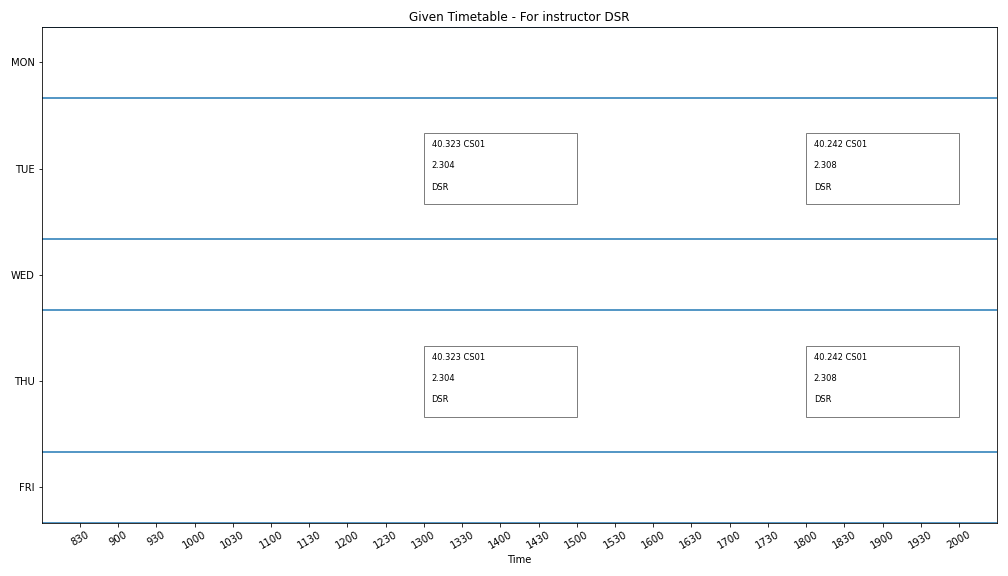 Given Timetable - For instructor DSR
MON
TUE
40.323 CS01
2.304
DSR
40.242 CS01
2.308
DSR
WED
THU
40.323 CS01
2.304
DSR
40.242 CS01
2.308
DSR
FRI
830 900 930 1000 1030 1100 1130 1200 1230 1300 1330 1400 1430 1500 1530 1600 1630 1700 1730 1800 1830 1900 1930 2000
Time